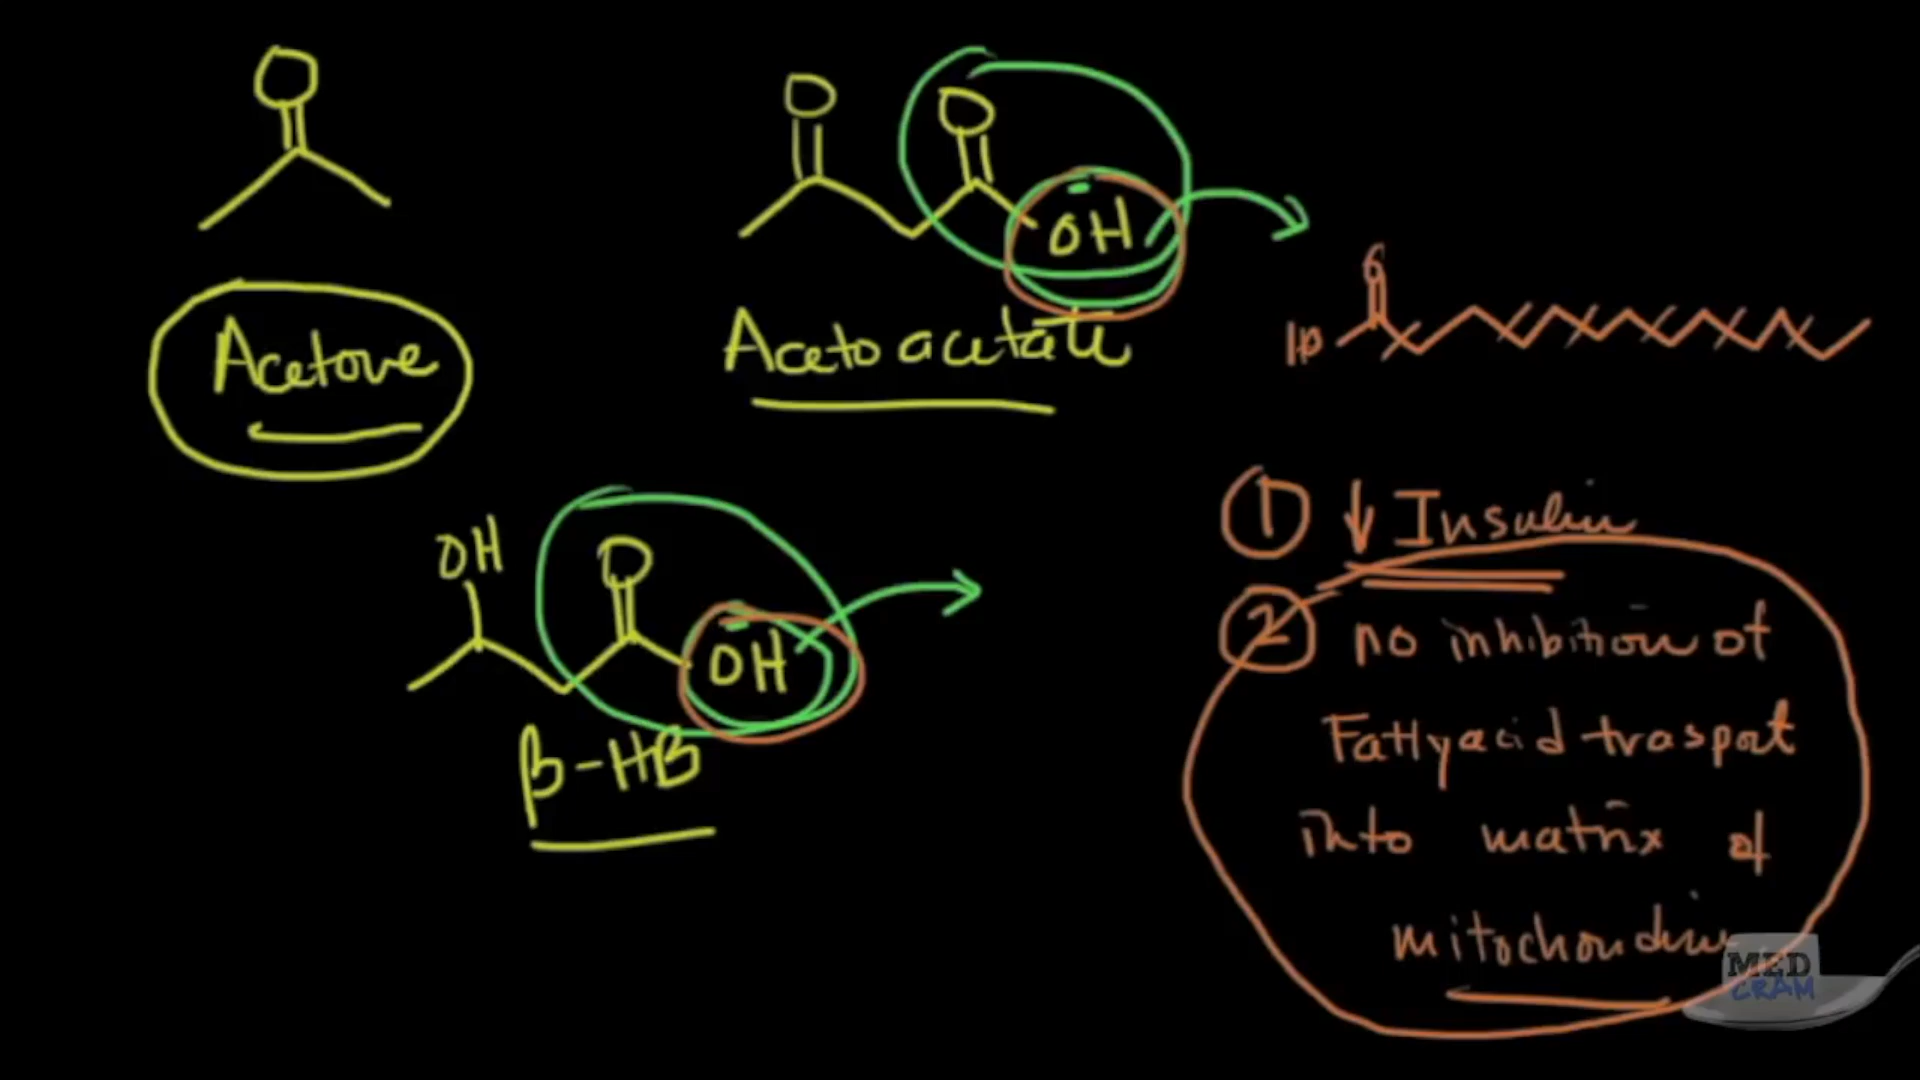 O
O
O
OH
Acetone
Acetoacetate
O
HO
OH
O
OH
β-HB
① ↓ Insulin
② no inhibition of
Fatty acid trasport
into matrix of
mitochondria
MED
CRAM